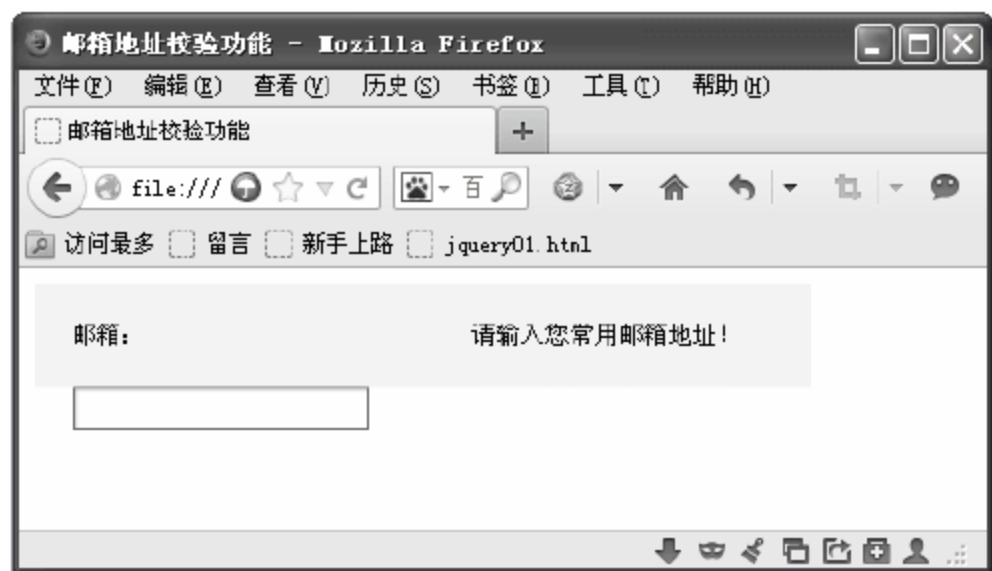 邮箱地址校验功能 - Mozilla Firefox
文件(F) 编辑(E) 查看(V) 历史(S) 书签(B) 工具(T) 帮助(H)
邮箱地址校验功能 +
file:/// 百
访问最多 留言 新手上路 jquery01.html
邮箱: 请输入您常用邮箱地址!